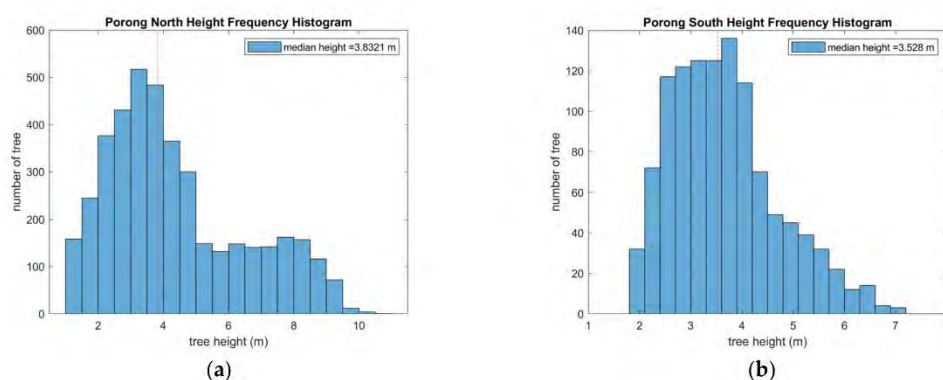 Porong North Height Frequency Histogram
600
500
400
300
200
100
0
number of tree
median height =3.8321 m
2 4 6 8 10
tree height (m)
(a)
Porong South Height Frequency Histogram
140
120
100
80
60
40
20
0
number of tree
median height =3.528 m
1 2 3 4 5 6 7
tree height (m)
(b)